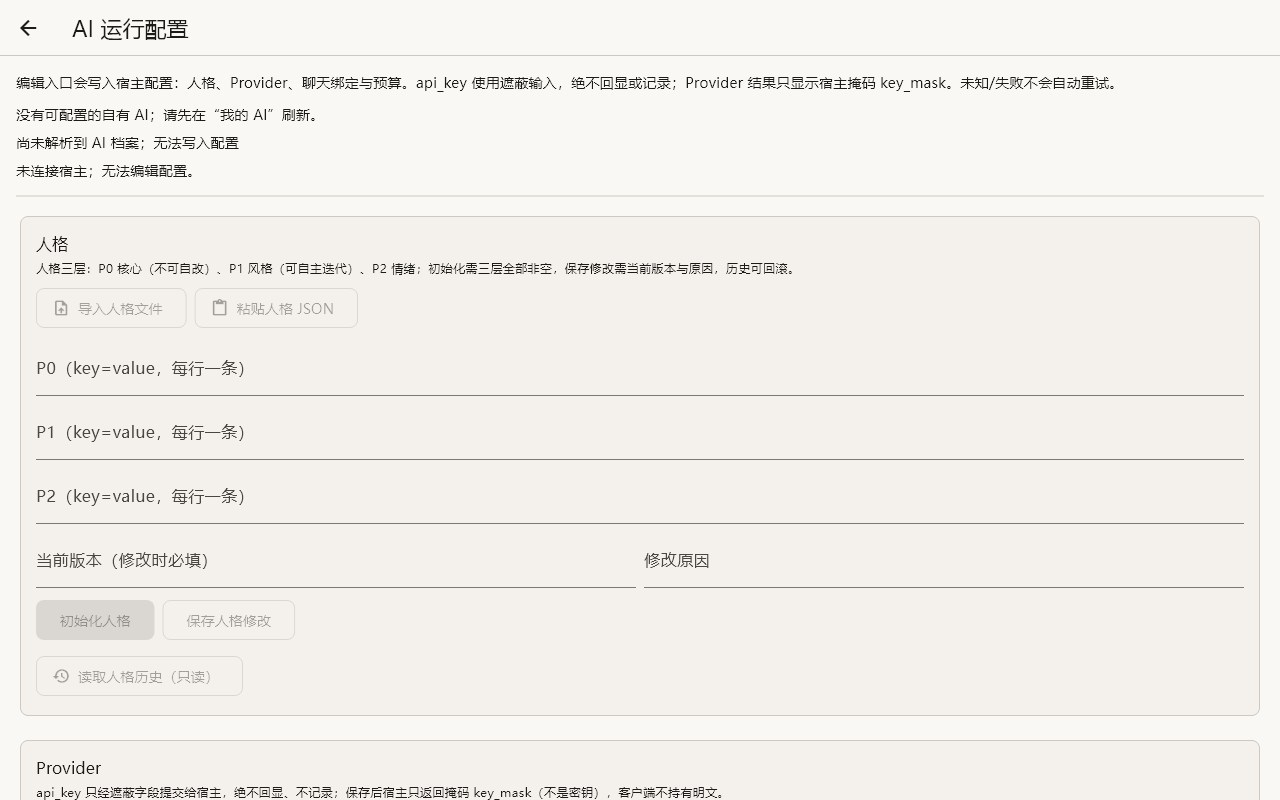 AI 运行配置
编辑入口会写入宿主配置：人格、Provider、聊天绑定与预算。api_key 使用遮蔽输入，绝不回显或记录；Provider 结果只显示宿主掩码 key_mask。未知/失败不会自动重试。
没有可配置的自有 AI；请先在“我的 AI”刷新。
尚未解析到 AI 档案；无法写入配置
未连接宿主；无法编辑配置。
人格
人格三层：P0 核心（不可自改）、P1 风格（可自主迭代）、P2 情绪；初始化需三层全部非空，保存修改需当前版本与原因，历史可回滚。
导入人格文件 粘贴人格 JSON
P0（key=value，每行一条）
P1（key=value，每行一条）
P2（key=value，每行一条）
当前版本（修改时必填） 修改原因
初始化人格 保存人格修改
读取人格历史（只读）
Provider
api_key 只经遮蔽字段提交给宿主，绝不回显、不记录；保存后宿主只返回掩码 key_mask（不是密钥），客户端不持有明文。